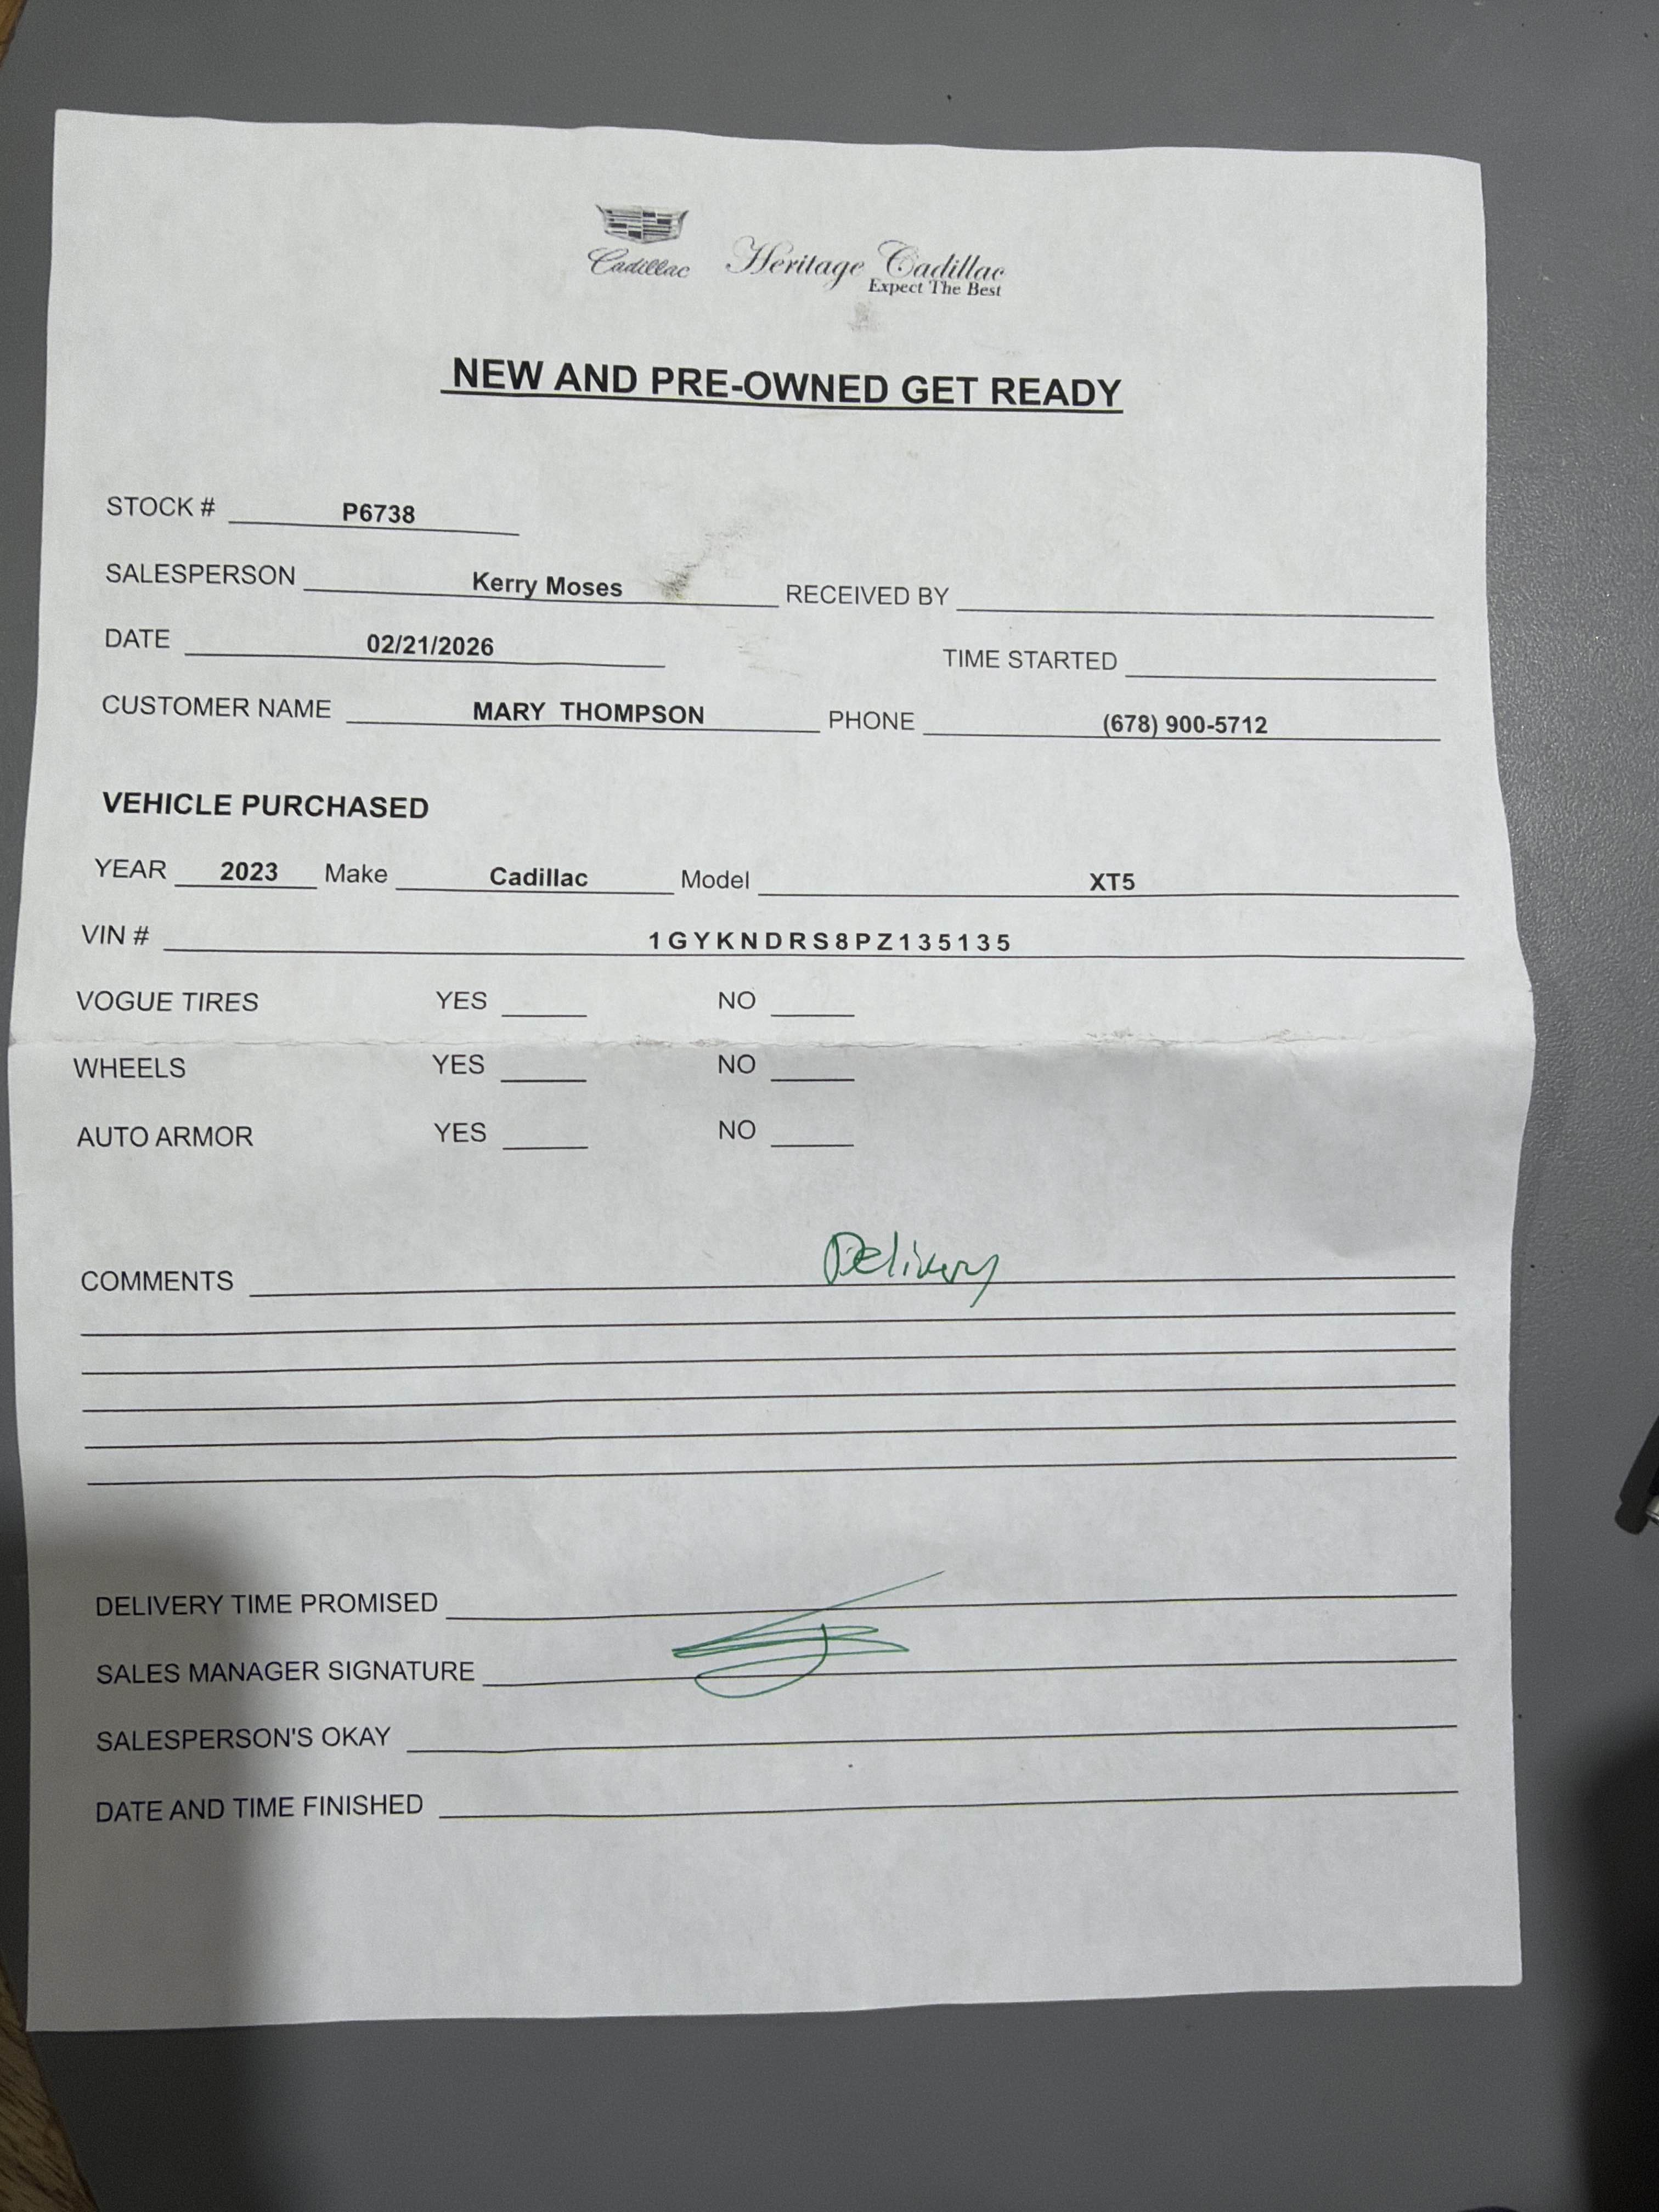 Cadillac Heritage Cadillac
Expect The Best
NEW AND PRE-OWNED GET READY
STOCK # P6738
SALESPERSON Kerry Moses RECEIVED BY
DATE 02/21/2026 TIME STARTED
CUSTOMER NAME MARY THOMPSON PHONE (678) 900-5712
VEHICLE PURCHASED
YEAR 2023 Make Cadillac Model XT5
VIN # 1GYKNDRS8PZ135135
VOGUE TIRES YES NO
WHEELS YES NO
AUTO ARMOR YES NO
COMMENTS Delivery
DELIVERY TIME PROMISED
SALES MANAGER SIGNATURE
SALESPERSON'S OKAY
DATE AND TIME FINISHED